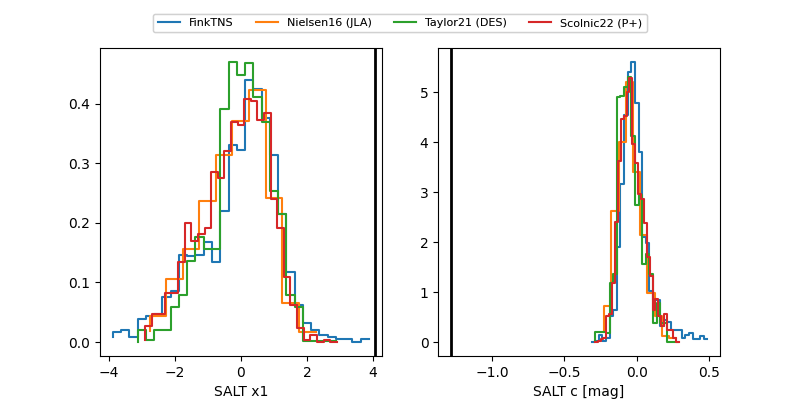 FinkTNS Nielsen16 (JLA) Taylor21 (DES) Scolnic22 (P+)
0.4
0.3
0.2
0.1
0.0
−4 −2 0 2 4
SALT x1
5
4
3
2
1
0
−1.0 −0.5 0.0 0.5
SALT c [mag]